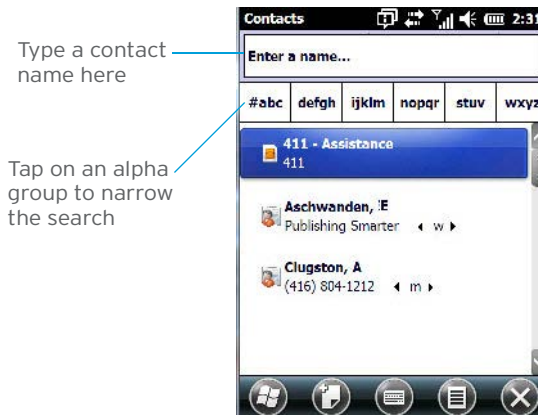 Contacts 2:31
Type a contact
name here
Enter a name...
#abc defgh ijklm nopqr stuv wxyz
Tap on an alpha
group to narrow
the search
411 - Assistance
411
Aschwanden, E
Publishing Smarter w
Clugston, A
(416) 804-1212 m